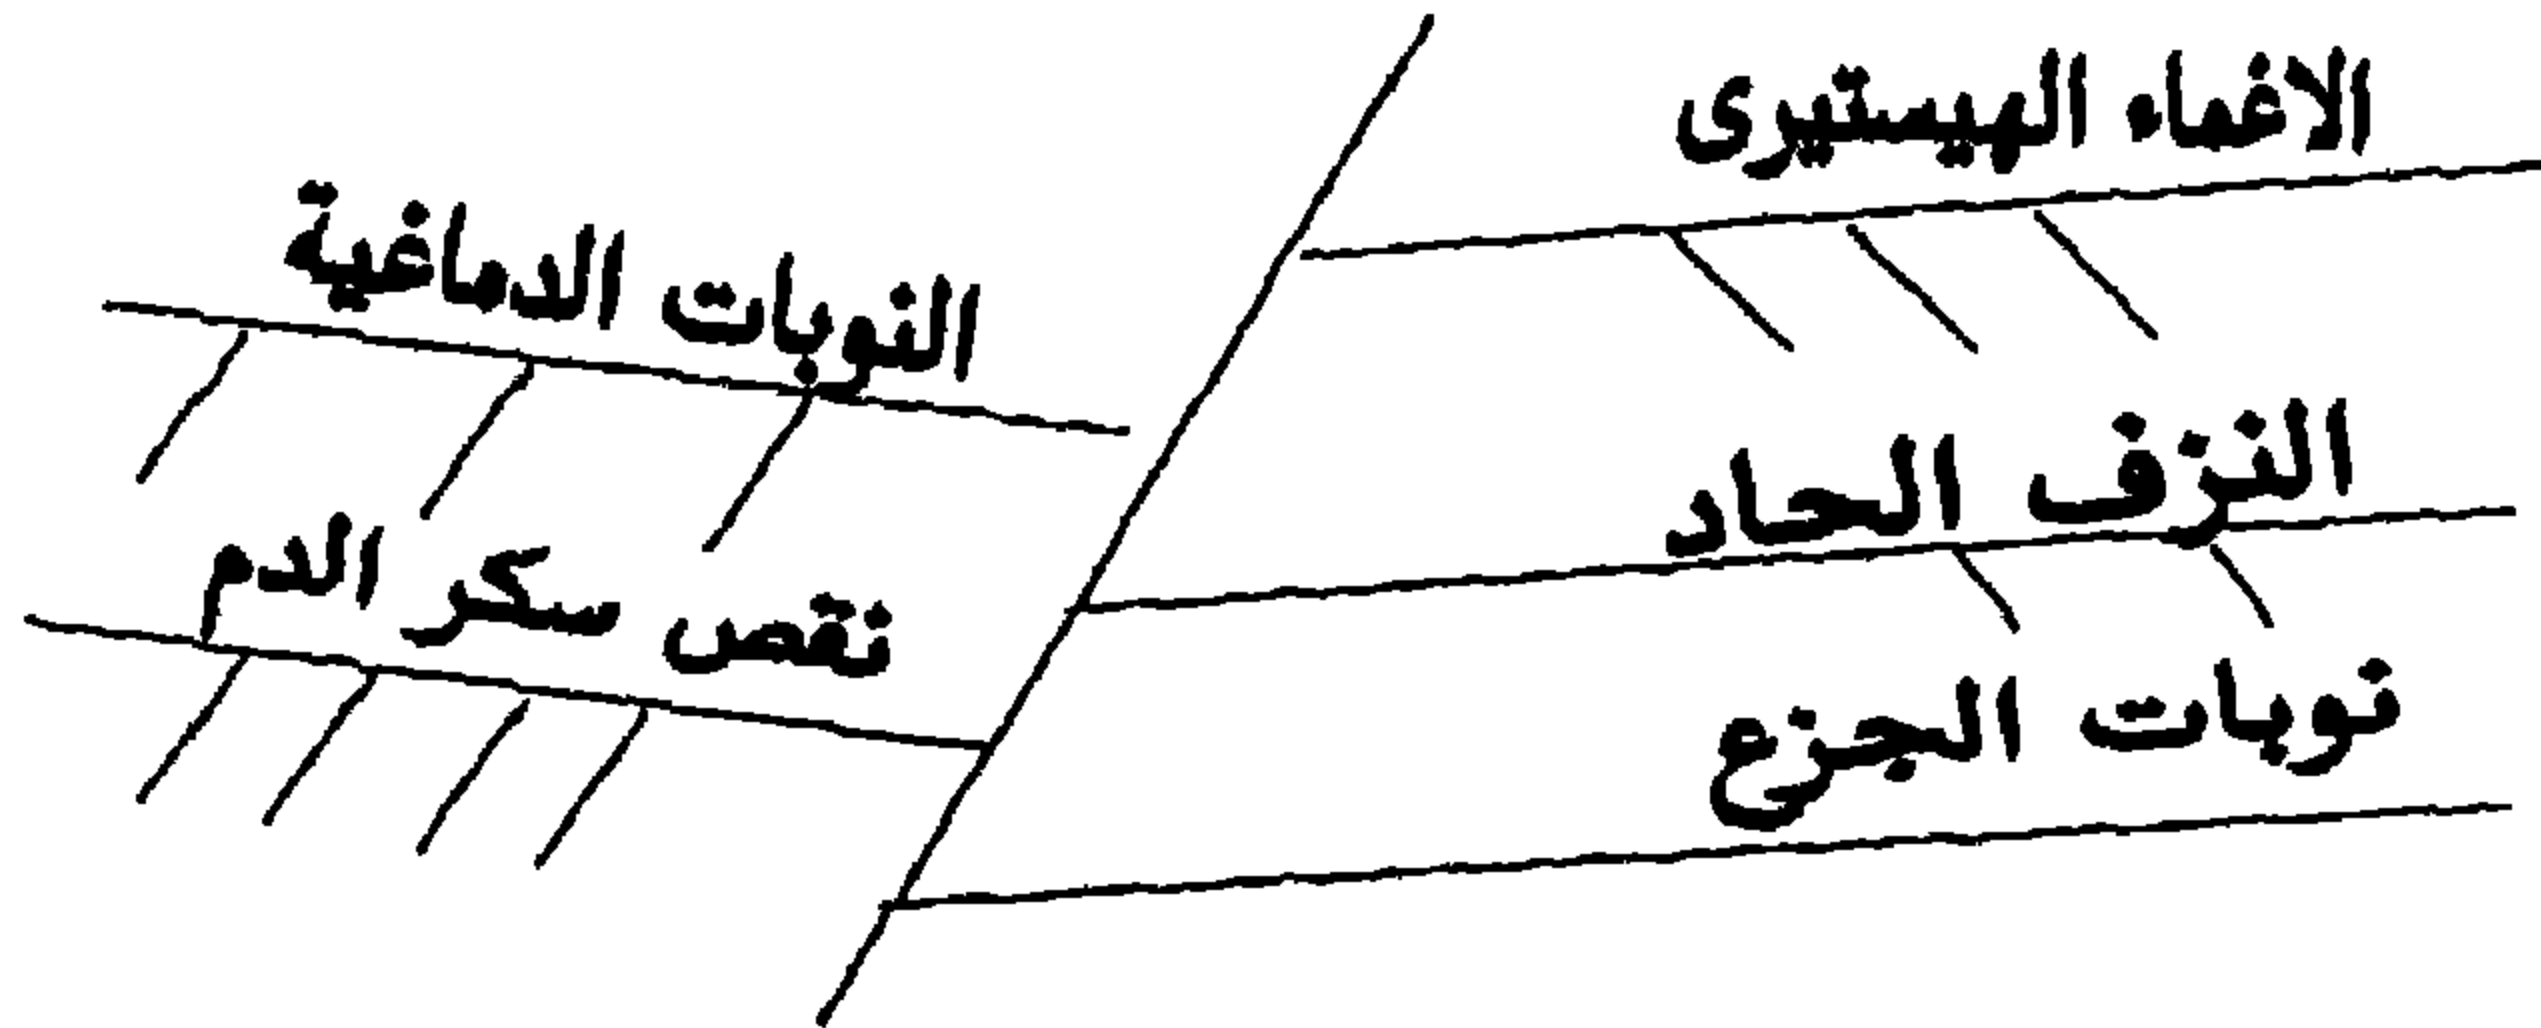 الاغماء الهيستيرى
النزف الحاد
نوبات الجزع
النوبات الدماغية
نقص سكر الدم